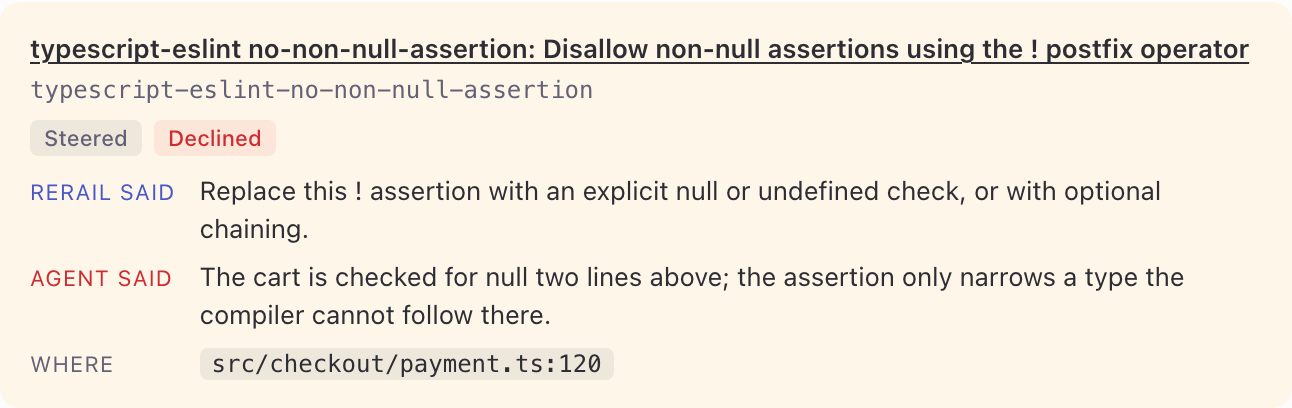 typescript-eslint no-non-null-assertion: Disallow non-null assertions using the ! postfix operator
typescript-eslint-no-non-null-assertion
Steered Declined
RERAIL SAID Replace this ! assertion with an explicit null or undefined check, or with optional
chaining.
AGENT SAID The cart is checked for null two lines above; the assertion only narrows a type the
compiler cannot follow there.
WHERE src/checkout/payment.ts:120